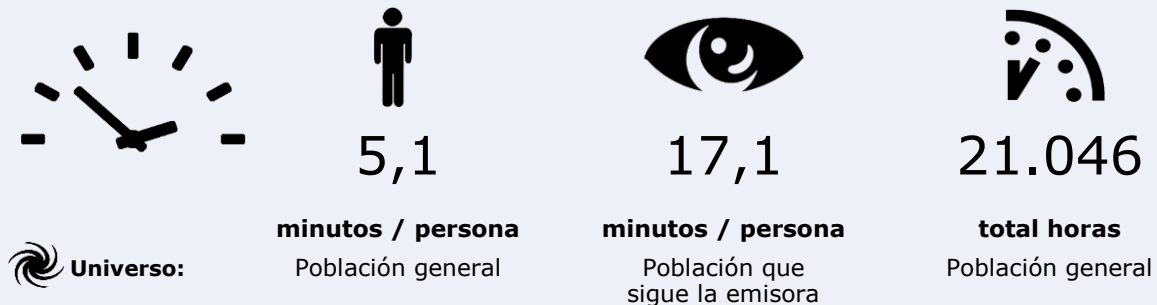 5,1
17,1
21.046
minutos / persona
minutos / persona
total horas
Universo:
Población general
Población que
sigue la emisora
Población general